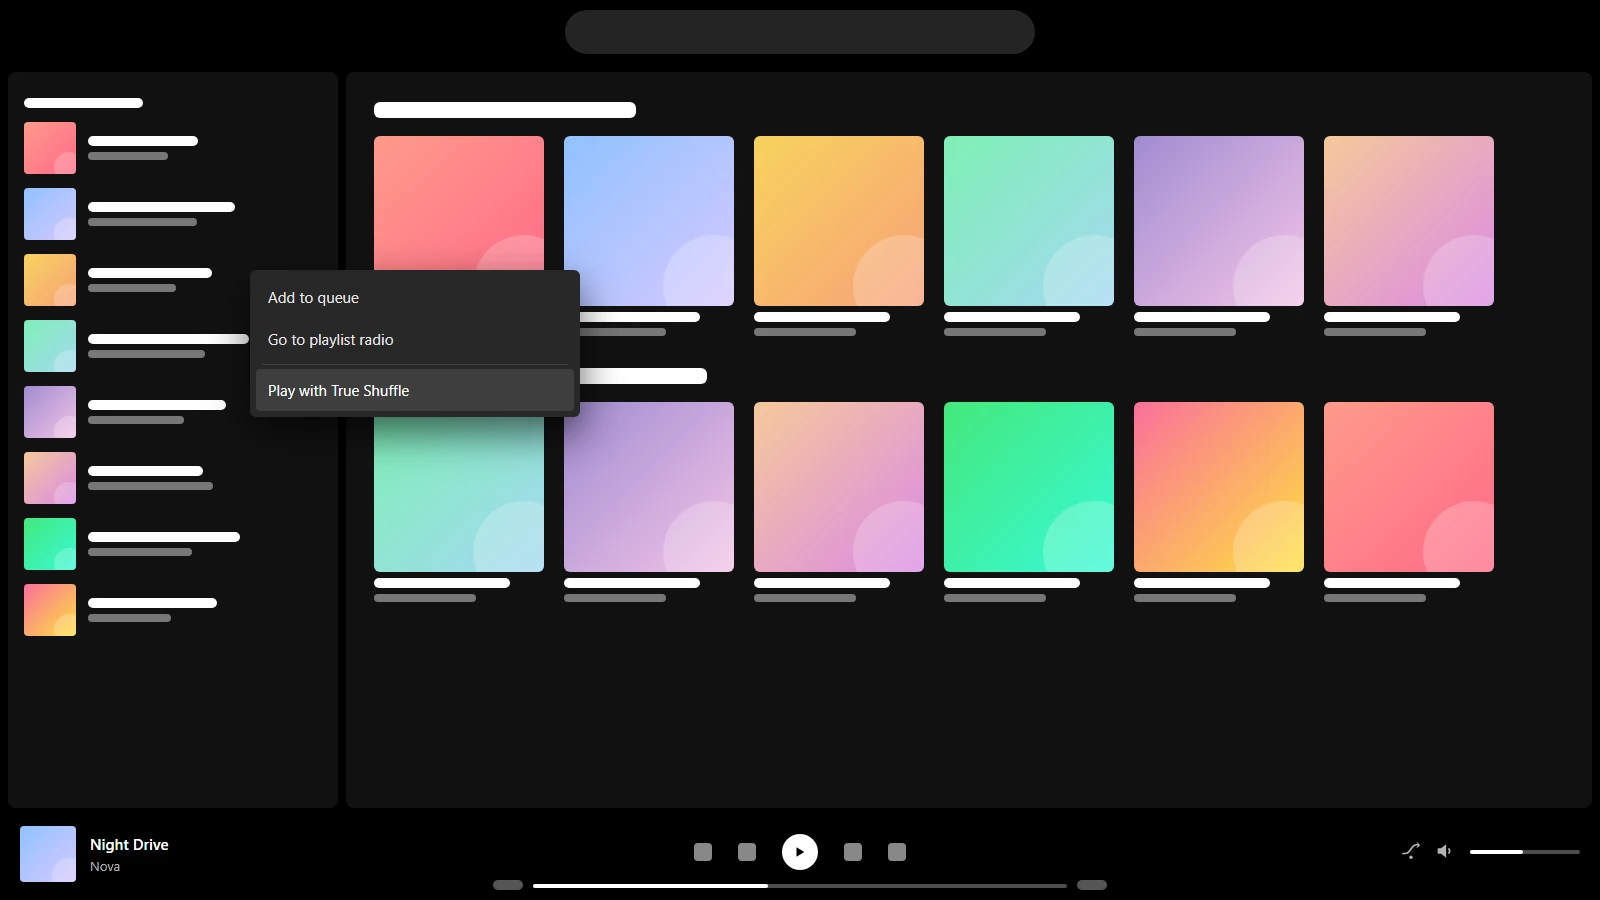 Add to queue
Go to playlist radio
Play with True Shuffle
Night Drive
Nova